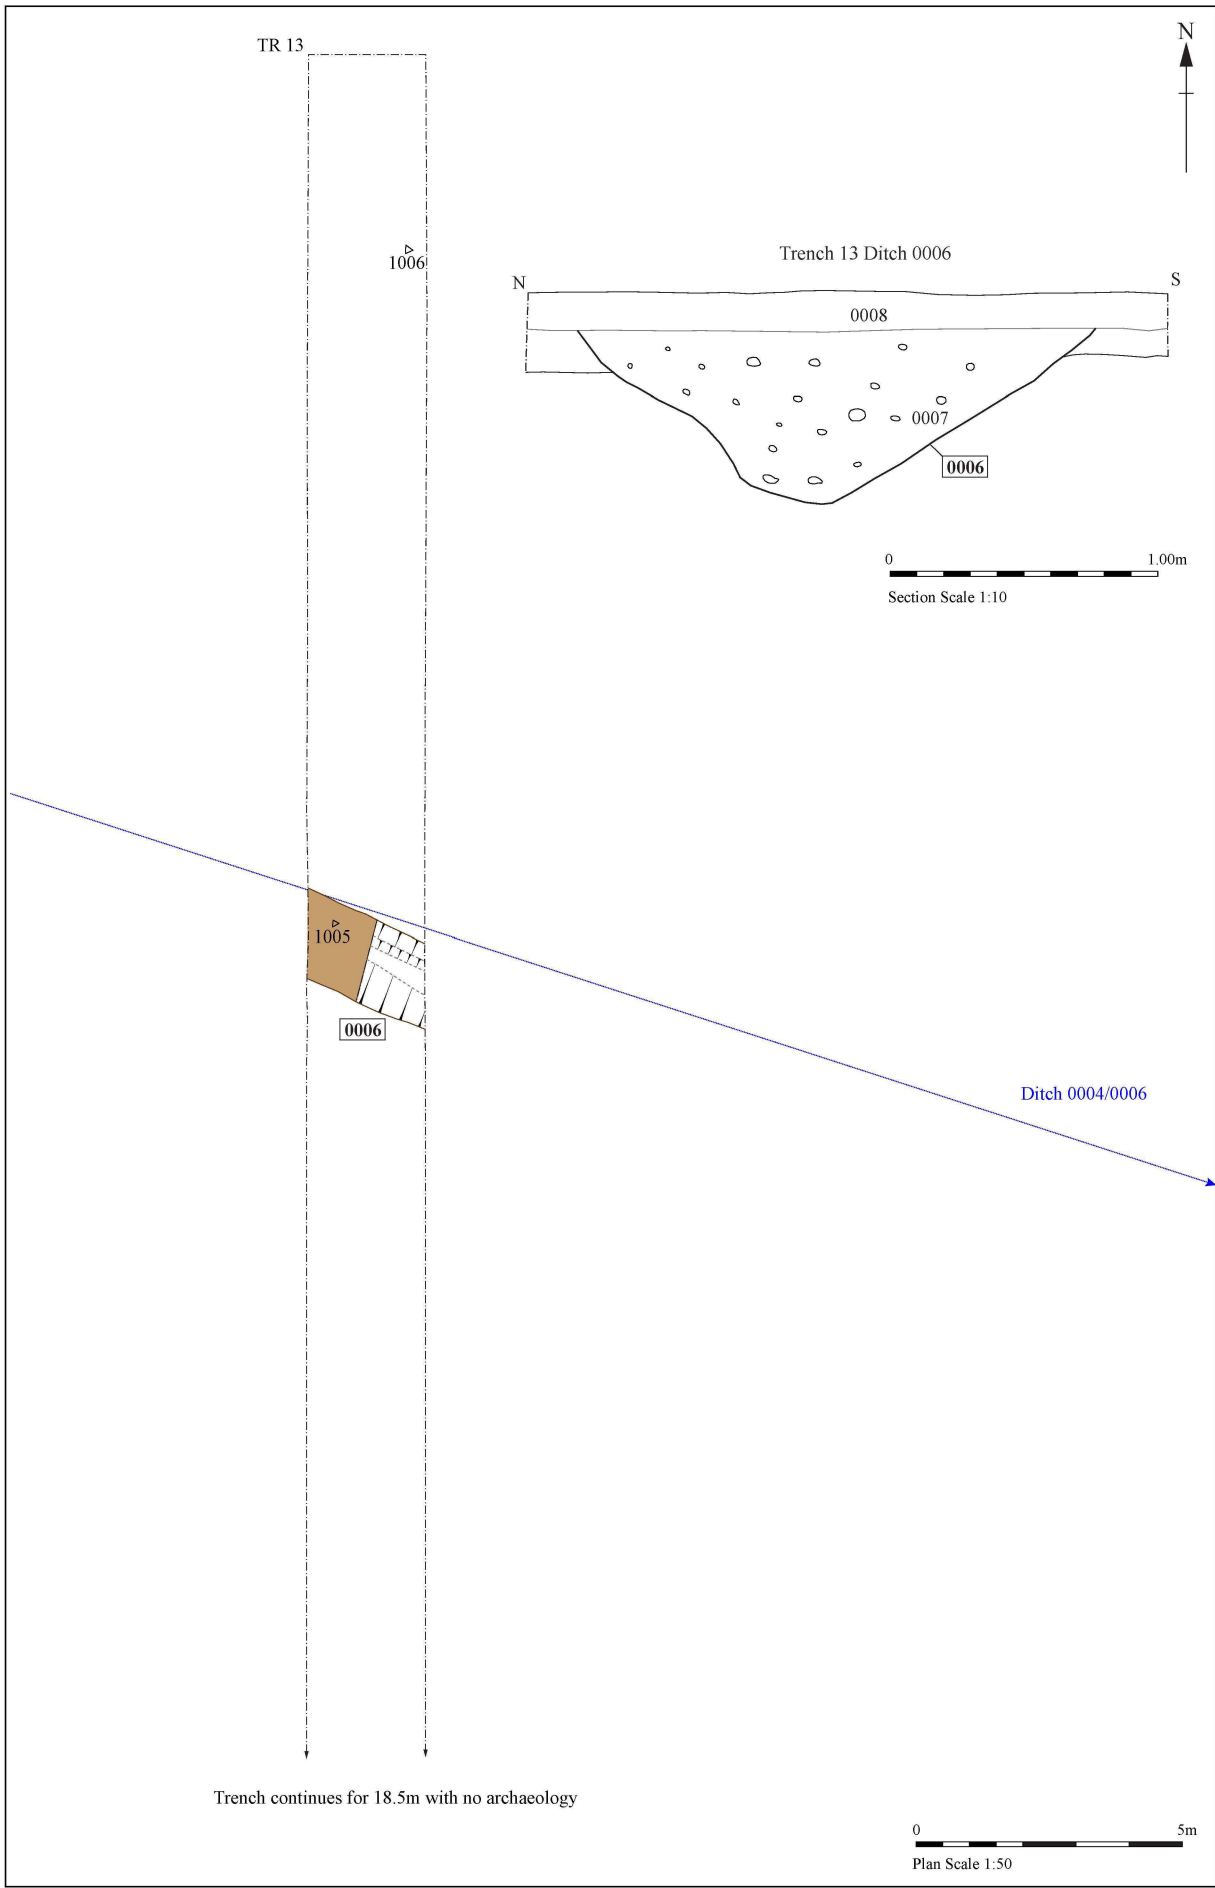 TR 13
N
1006
Trench 13 Ditch 0006
N
S
0008
0007
0006
0
1.00m
Section Scale 1:10
1005
0006
Ditch 0004/0006
Trench continues for 18.5m with no archaeology
0
5m
Plan Scale 1:50